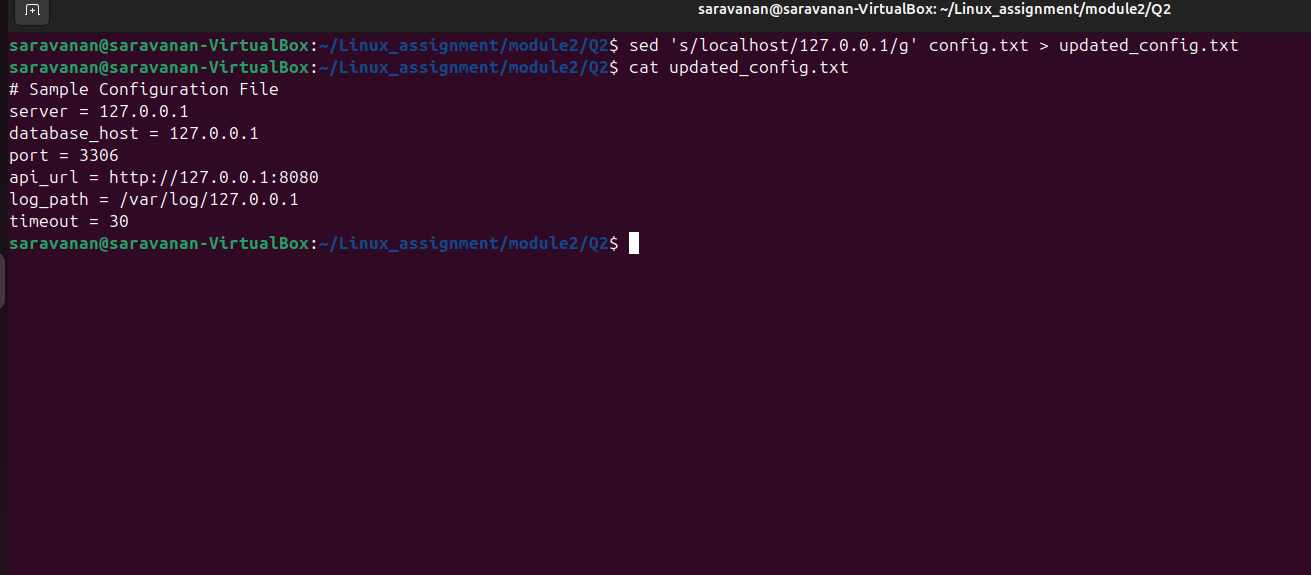 saravanan@saravanan-VirtualBox: ~/Linux_assignment/module2/Q2
saravanan@saravanan-VirtualBox:~/Linux_assignment/module2/Q2$ sed 's/localhost/127.0.0.1/g' config.txt > updated_config.txt
saravanan@saravanan-VirtualBox:~/Linux_assignment/module2/Q2$ cat updated_config.txt
# Sample Configuration File
server = 127.0.0.1
database_host = 127.0.0.1
port = 3306
api_url = http://127.0.0.1:8080
log_path = /var/log/127.0.0.1
timeout = 30
saravanan@saravanan-VirtualBox:~/Linux_assignment/module2/Q2$